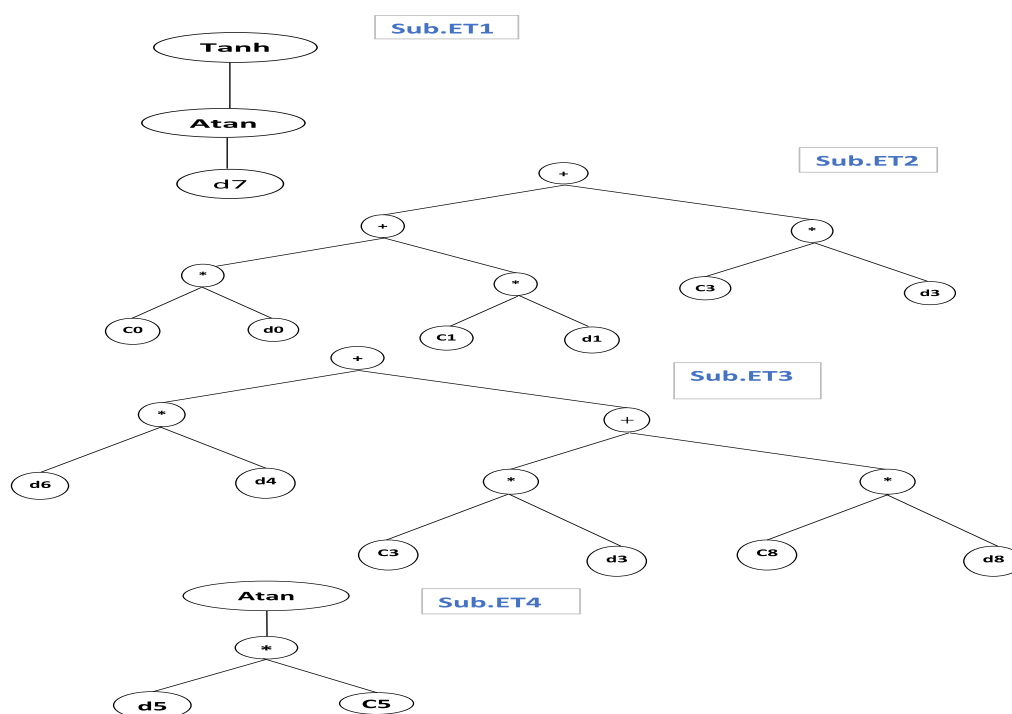 Sub.ET1
Tanh
Atan
d7
Sub.ET2
+
+ *
* * C3 d3
C0 d0 C1 d1
Sub.ET3
+
* +
d6 d4 * *
C3 d3 C8 d8
Sub.ET4
Atan
*
d5 C5